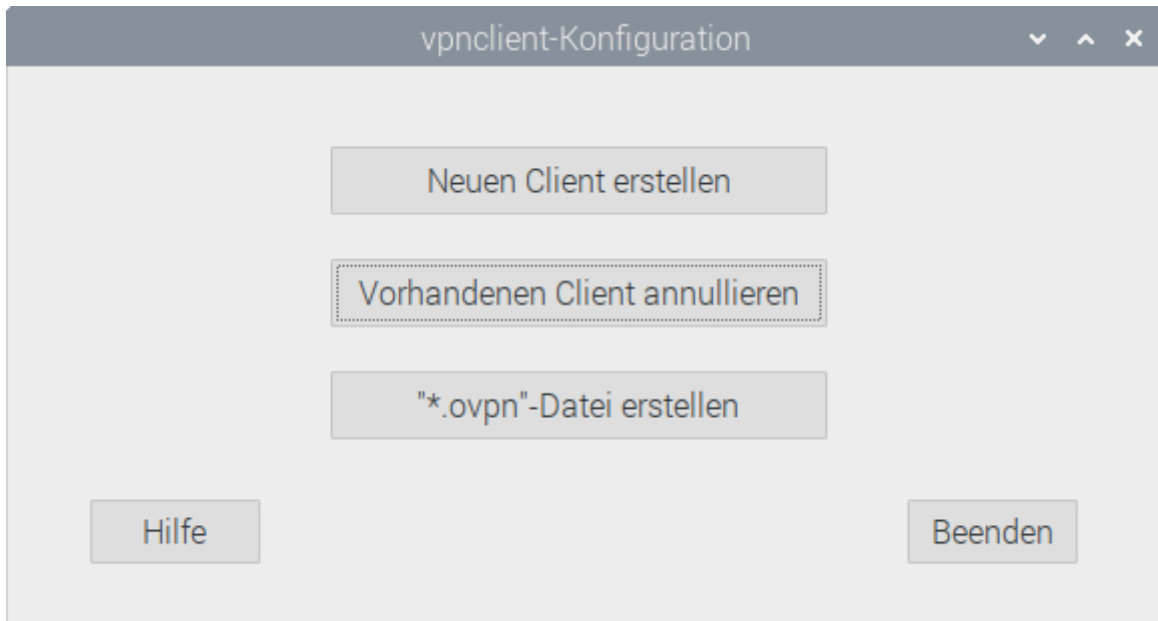 vpnclient-Konfiguration
Neuen Client erstellen
Vorhandenen Client annullieren
"*.ovpn"-Datei erstellen
Hilfe
Beenden